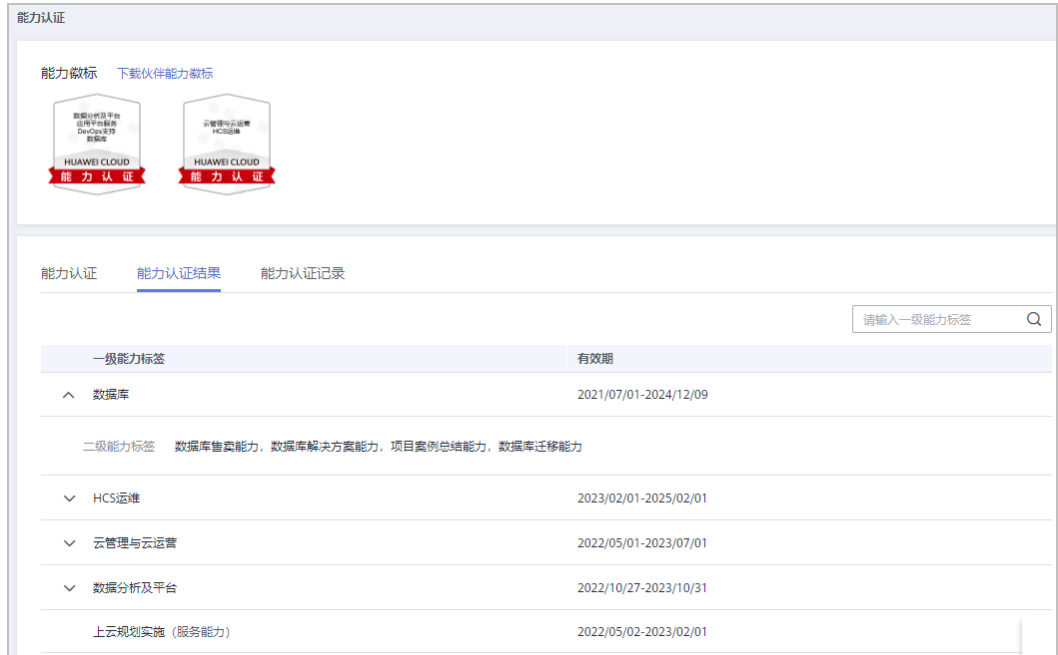 能力认证
能力徽标 下载伙伴能力徽标
数据分析及平台
应用平台服务
DevOps支持
数据库
HUAWEI CLOUD
能力认证
云管理与云运营
HCS运维
HUAWEI CLOUD
能力认证
能力认证 能力认证结果 能力认证记录
请输入一级能力标签
一级能力标签 有效期
数据库 2021/07/01-2024/12/09
二级能力标签 数据库售卖能力，数据库解决方案能力，项目案例总结能力，数据库迁移能力
HCS运维 2023/02/01-2025/02/01
云管理与云运营 2022/05/01-2023/07/01
数据分析及平台 2022/10/27-2023/10/31
上云规划实施（服务能力） 2022/05/02-2023/02/01